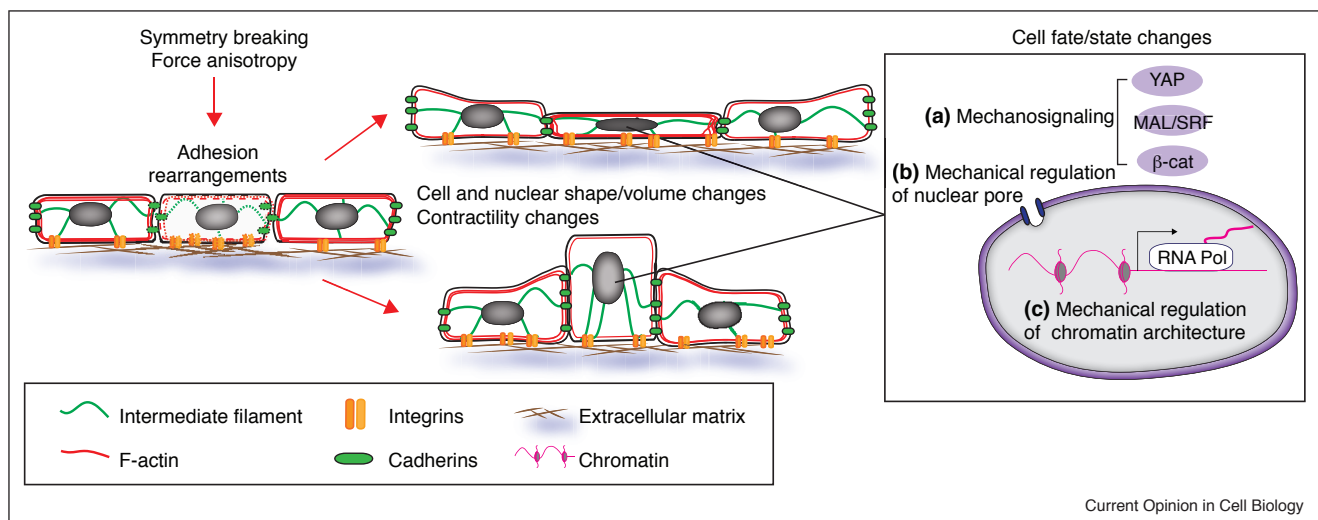 Symmetry breaking
Force anisotropy
Adhesion
rearrangements
Cell and nuclear shape/volume changes
Contractility changes
Cell fate/state changes
YAP
(a) Mechanosignaling
MAL/SRF
β-cat
(b) Mechanical regulation
of nuclear pore
RNA Pol
(c) Mechanical regulation
of chromatin architecture
Intermediate filament
Integrins
Extracellular matrix
F-actin
Cadherins
Chromatin
Current Opinion in Cell Biology